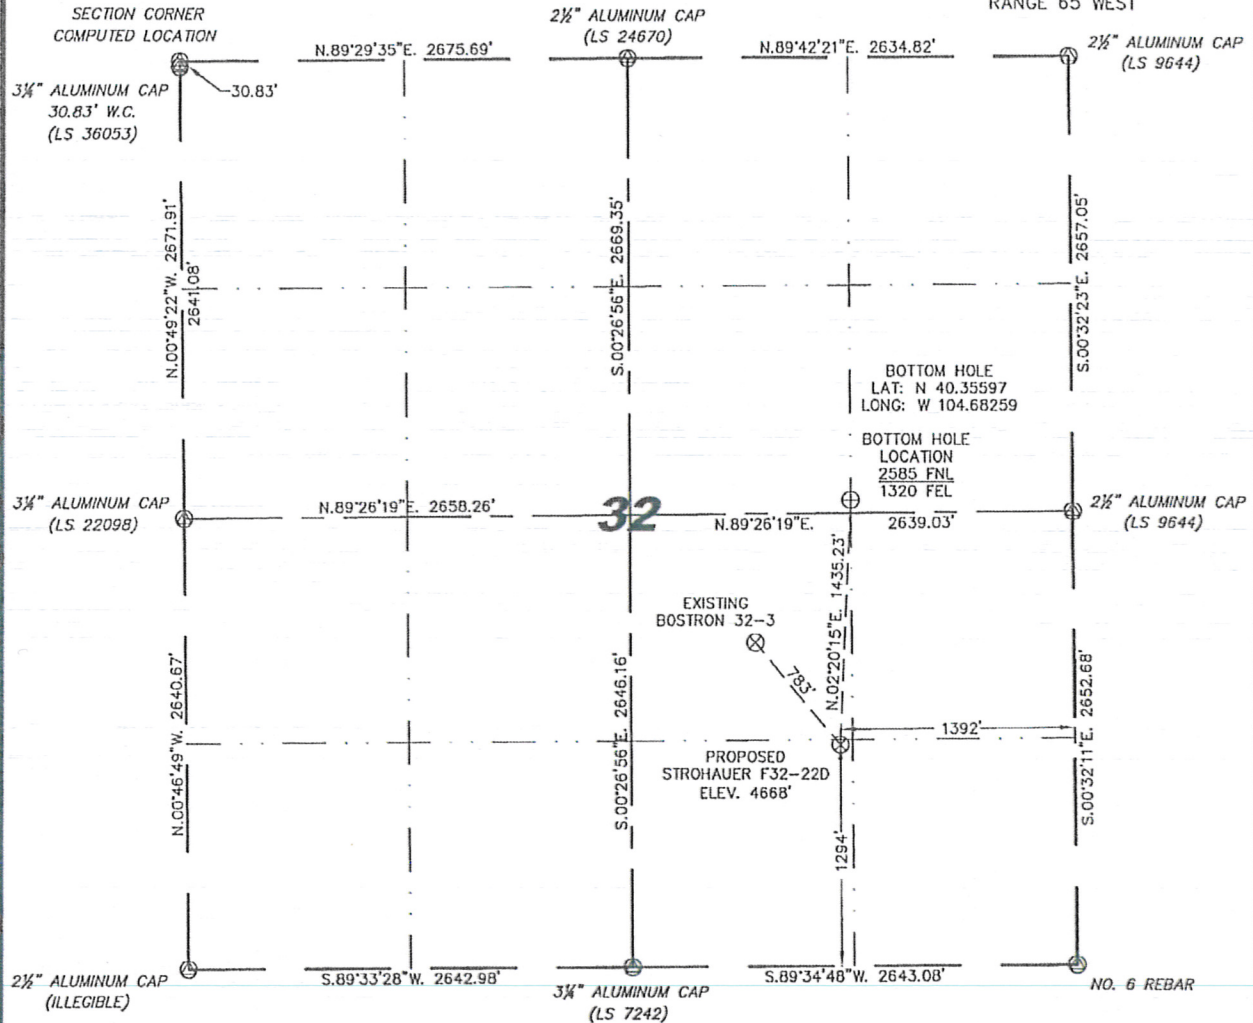 RANGE 65 WEST
SECTION CORNER
COMPUTED LOCATION
2½" ALUMINUM CAP
(LS 24670)
2½" ALUMINUM CAP
(LS 9644)
N.89°29'35"E. 2675.69'
N.89°42'21"E. 2634.82'
3¼" ALUMINUM CAP
30.83' W.C.
(LS 36053)
30.83'
N.00°49'22"W. 2671.91'
2641.08'
S.00°26'56"E. 2669.35'
S.00°32'23"E. 2657.05'
BOTTOM HOLE
LAT: N 40.35597
LONG: W 104.68259
BOTTOM HOLE
LOCATION
2585 FNL
1320 FEL
3¼" ALUMINUM CAP
(LS 22098)
N.89°26'19"E. 2658.26'
32
N.89°26'19"E. 2639.03'
2½" ALUMINUM CAP
(LS 9644)
EXISTING
BOSTRON 32-3
783'
N.02°20'15"E. 1435.23'
1392'
N.00°46'49"W. 2640.67'
S.00°26'56"E. 2646.16'
S.00°32'11"E. 2652.68'
PROPOSED
STROHAUER F32-22D
ELEV. 4668'
1294'
2½" ALUMINUM CAP
(ILLEGIBLE)
S.89°33'28"W. 2642.98'
3¼" ALUMINUM CAP
(LS 7242)
S.89°34'48"W. 2643.08'
NO. 6 REBAR